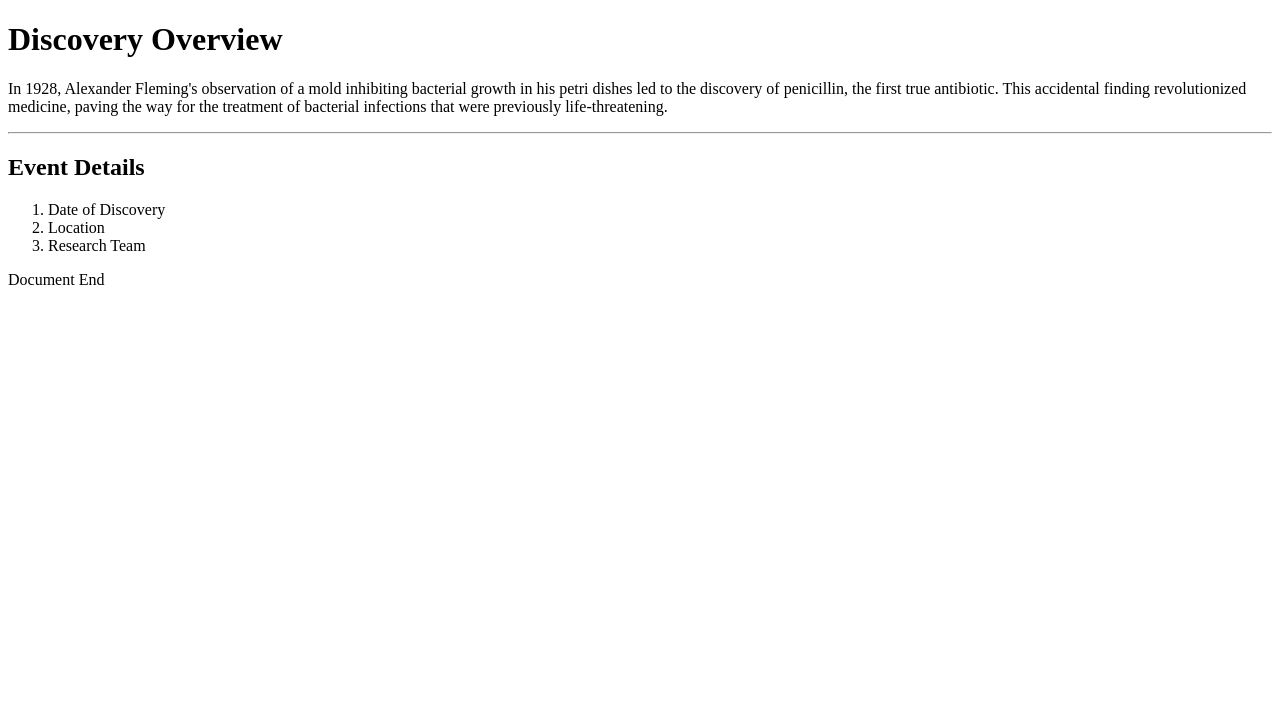 Discovery Overview
In 1928, Alexander Fleming's observation of a mold inhibiting bacterial growth in his petri dishes led to the discovery of penicillin, the first true antibiotic. This accidental finding revolutionized
medicine, paving the way for the treatment of bacterial infections that were previously life-threatening.
Event Details
1. Date of Discovery
2. Location
3. Research Team
Document End